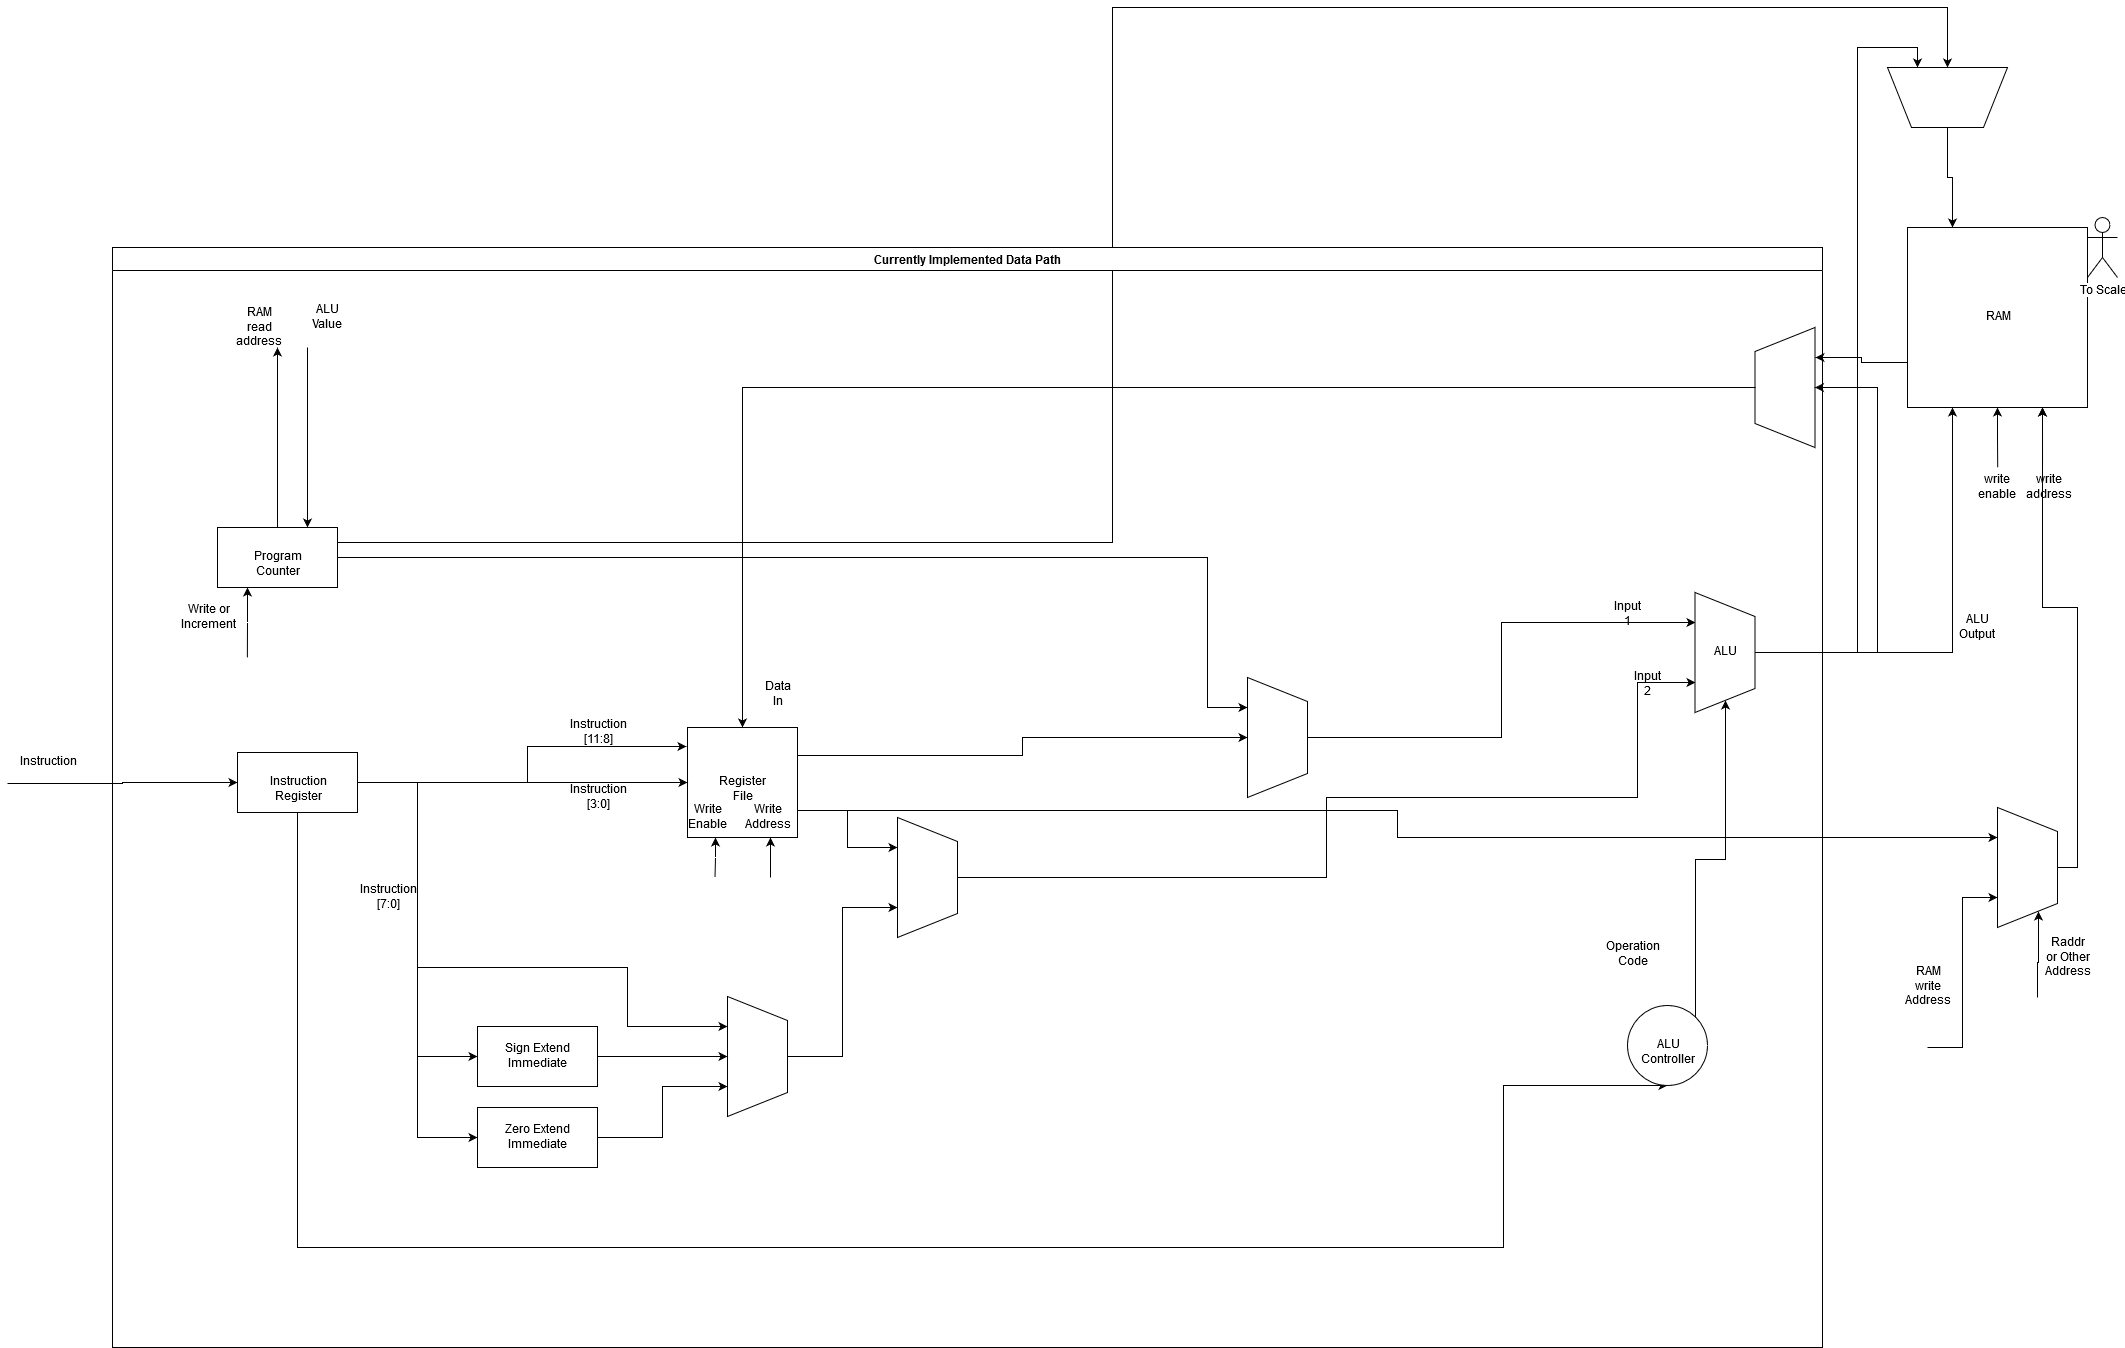 Currently Implemented Data Path
RAM
read
address
ALU
Value
To Scale
RAM
write
enable
write
address
Program
Counter
Write or
Increment
Input
1
ALU
Output
ALU
Input
2
Data
In
Instruction
[11:8]
Instruction
Instruction
Register
Instruction
[3:0]
Register
File
Write
Enable
Write
Address
Instruction
[7:0]
Operation
Code
Raddr
or Other
Address
RAM
write
Address
Sign Extend
Immediate
ALU
Controller
Zero Extend
Immediate